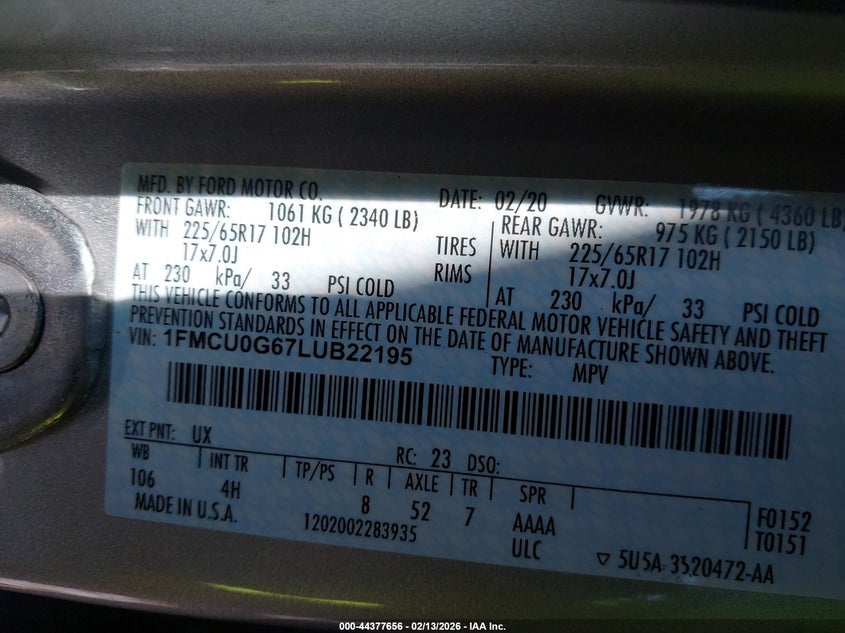 MFD. BY FORD MOTOR CO.
DATE: 02/20 GVWR: 1978 KG ( 4360 LB)
FRONT GAWR: 1061 KG ( 2340 LB)
WITH 225/65R17 102H TIRES
17x7.0J RIMS
AT 230 kPa/ 33 PSI COLD
REAR GAWR: 975 KG ( 2150 LB)
WITH 225/65R17 102H
17x7.0J
AT 230 kPa/ 33 PSI COLD
THIS VEHICLE CONFORMS TO ALL APPLICABLE FEDERAL MOTOR VEHICLE SAFETY AND THEFT
PREVENTION STANDARDS IN EFFECT ON THE DATE OF MANUFACTURE SHOWN ABOVE.
VIN: 1FMCU0G67LUB22195
TYPE: MPV
EXT PNT: UX RC: 23 DSO:
WB INT TR TP/PS R AXLE TR SPR
106 4H 8 52 7 AAAA
ULC
F0152
T0151
MADE IN U.S.A. 1202002283935
5U5A-3520472-AA
000-44377656 — 02/13/2026 — IAA Inc.